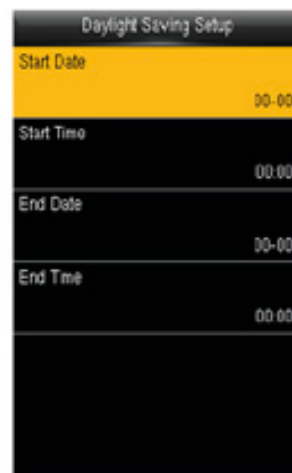 Daylight Saving Setup
Start Date
00-00
Start Time
00:00
End Date
00-00
End Time
00:00